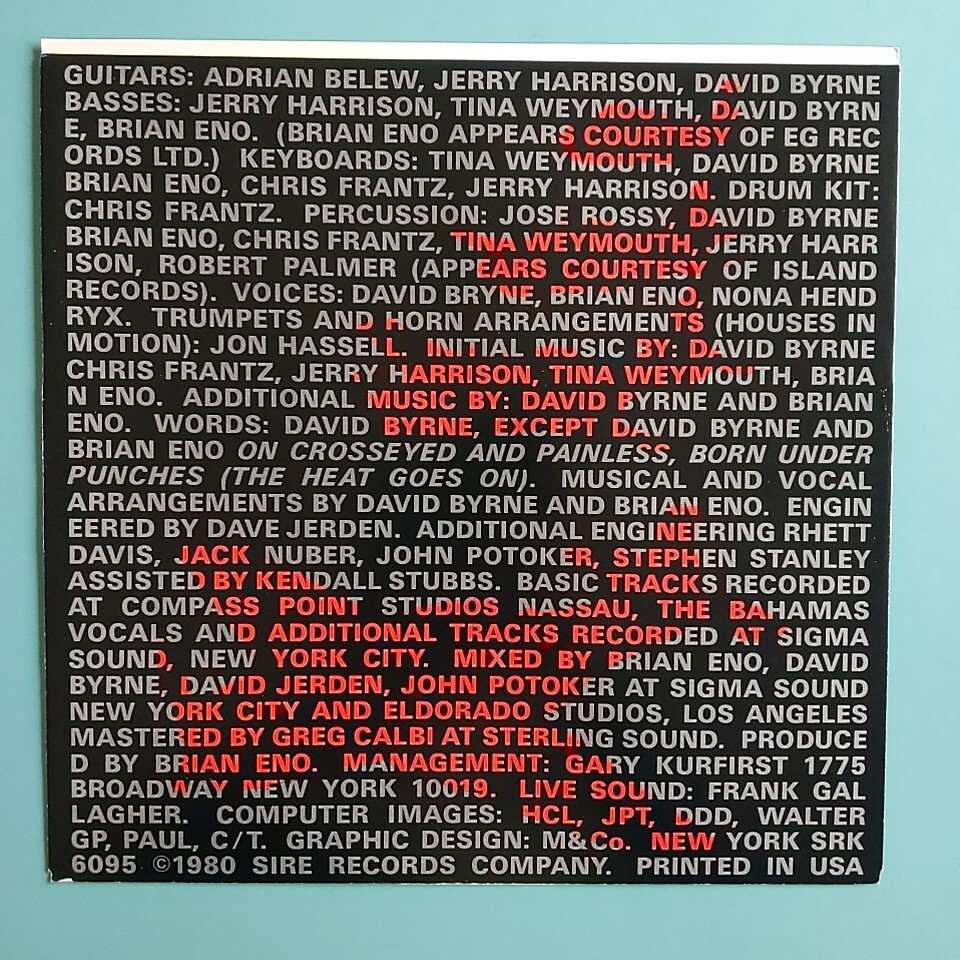 GUITARS: ADRIAN BELEW, JERRY HARRISON, DAVID BYRNE
BASSES: JERRY HARRISON, TINA WEYMOUTH, DAVID BYRN
E, BRIAN ENO. (BRIAN ENO APPEARS COURTESY OF EG REC
ORDS LTD.) KEYBOARDS: TINA WEYMOUTH, DAVID BYRNE
BRIAN ENO, CHRIS FRANTZ, JERRY HARRISON. DRUM KIT:
CHRIS FRANTZ. PERCUSSION: JOSE ROSSY, DAVID BYRNE
BRIAN ENO, CHRIS FRANTZ, TINA WEYMOUTH, JERRY HARR
ISON, ROBERT PALMER (APPEARS COURTESY OF ISLAND
RECORDS). VOICES: DAVID BRYNE, BRIAN ENO, NONA HEND
RYX. TRUMPETS AND HORN ARRANGEMENTS (HOUSES IN
MOTION): JON HASSELL. INITIAL MUSIC BY: DAVID BYRNE
CHRIS FRANTZ, JERRY HARRISON, TINA WEYMOUTH, BRIA
N ENO. ADDITIONAL MUSIC BY: DAVID BYRNE AND BRIAN
ENO. WORDS: DAVID BYRNE, EXCEPT DAVID BYRNE AND
BRIAN ENO ON CROSSEYED AND PAINLESS, BORN UNDER
PUNCHES (THE HEAT GOES ON). MUSICAL AND VOCAL
ARRANGEMENTS BY DAVID BYRNE AND BRIAN ENO. ENGIN
EERED BY DAVE JERDEN. ADDITIONAL ENGINEERING RHETT
DAVIS, JACK NUBER, JOHN POTOKER, STEPHEN STANLEY
ASSISTED BY KENDALL STUBBS. BASIC TRACKS RECORDED
AT COMPASS POINT STUDIOS NASSAU, THE BAHAMAS
VOCALS AND ADDITIONAL TRACKS RECORDED AT SIGMA
SOUND, NEW YORK CITY. MIXED BY BRIAN ENO, DAVID
BYRNE, DAVID JERDEN, JOHN POTOKER AT SIGMA SOUND
NEW YORK CITY AND ELDORADO STUDIOS, LOS ANGELES
MASTERED BY GREG CALBI AT STERLING SOUND. PRODUCE
D BY BRIAN ENO. MANAGEMENT: GARY KURFIRST 1775
BROADWAY NEW YORK 10019. LIVE SOUND: FRANK GAL
LAGHER. COMPUTER IMAGES: HCL, JPT, DDD, WALTER
GP, PAUL, C/T. GRAPHIC DESIGN: M&Co. NEW YORK SRK
6095 ©1980 SIRE RECORDS COMPANY. PRINTED IN USA